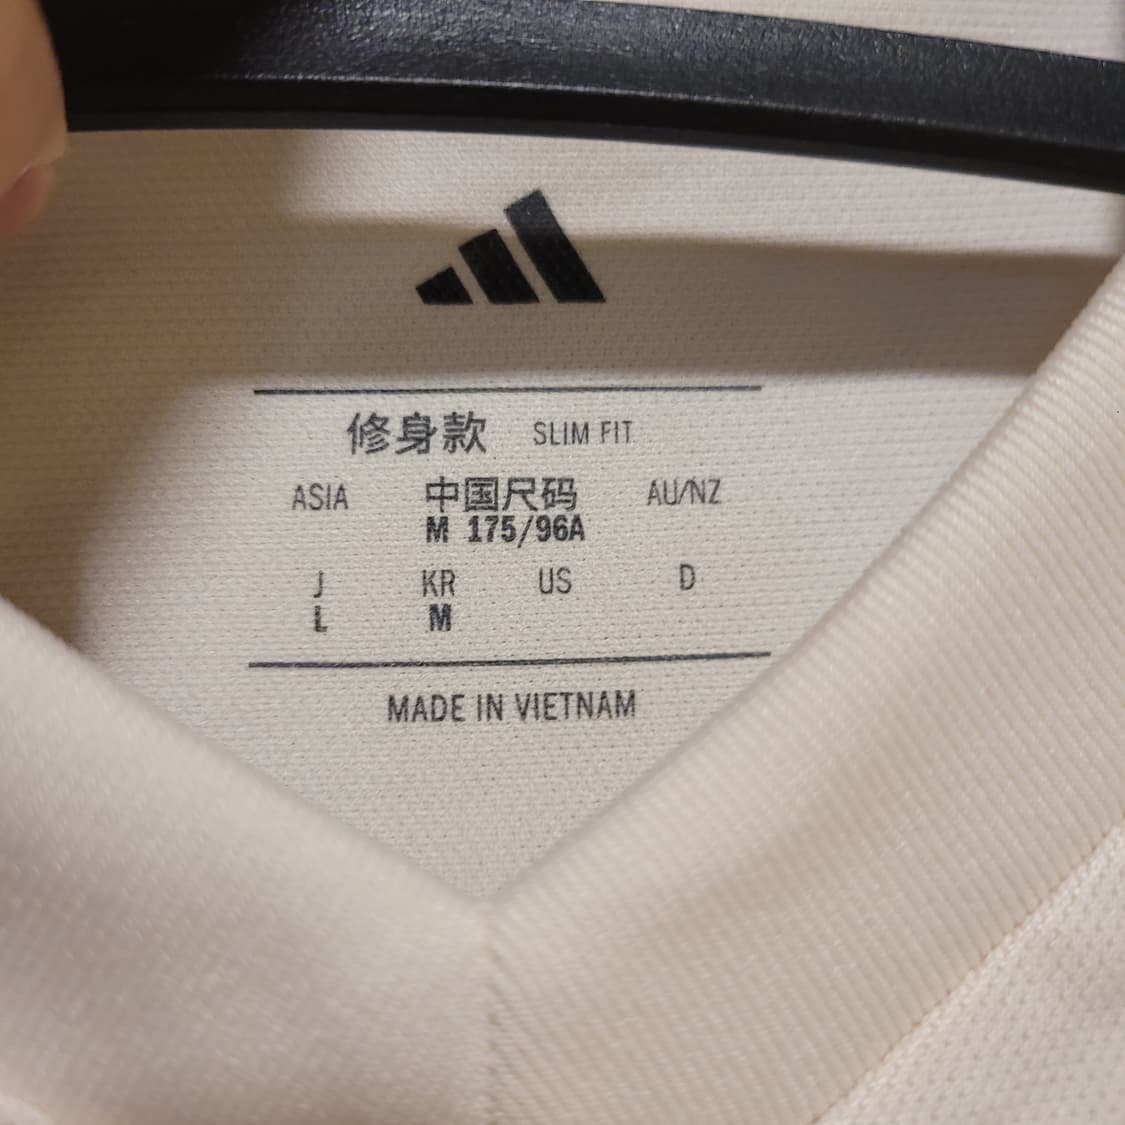 修身款 SLIM FIT
ASIA 中国尺码 AU/NZ
M 175/96A
J KR US D
L M
MADE IN VIETNAM